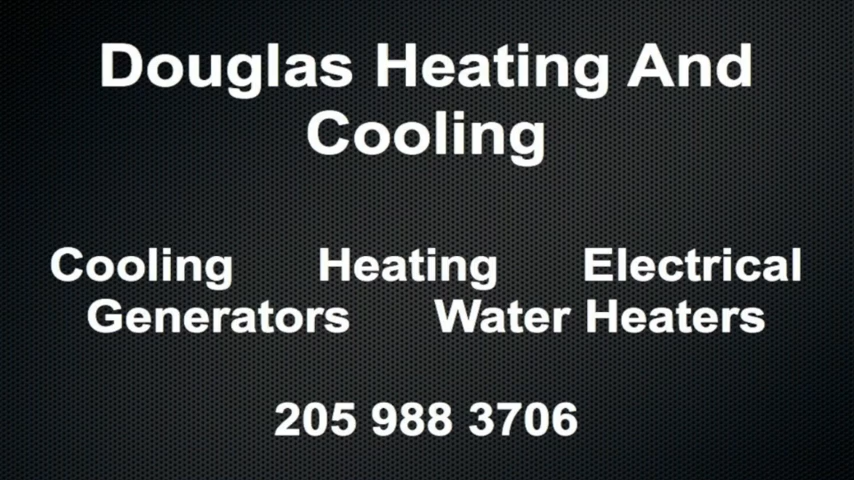 Douglas Heating And
Cooling
Cooling Heating Electrical
Generators Water Heaters
205 988 3706